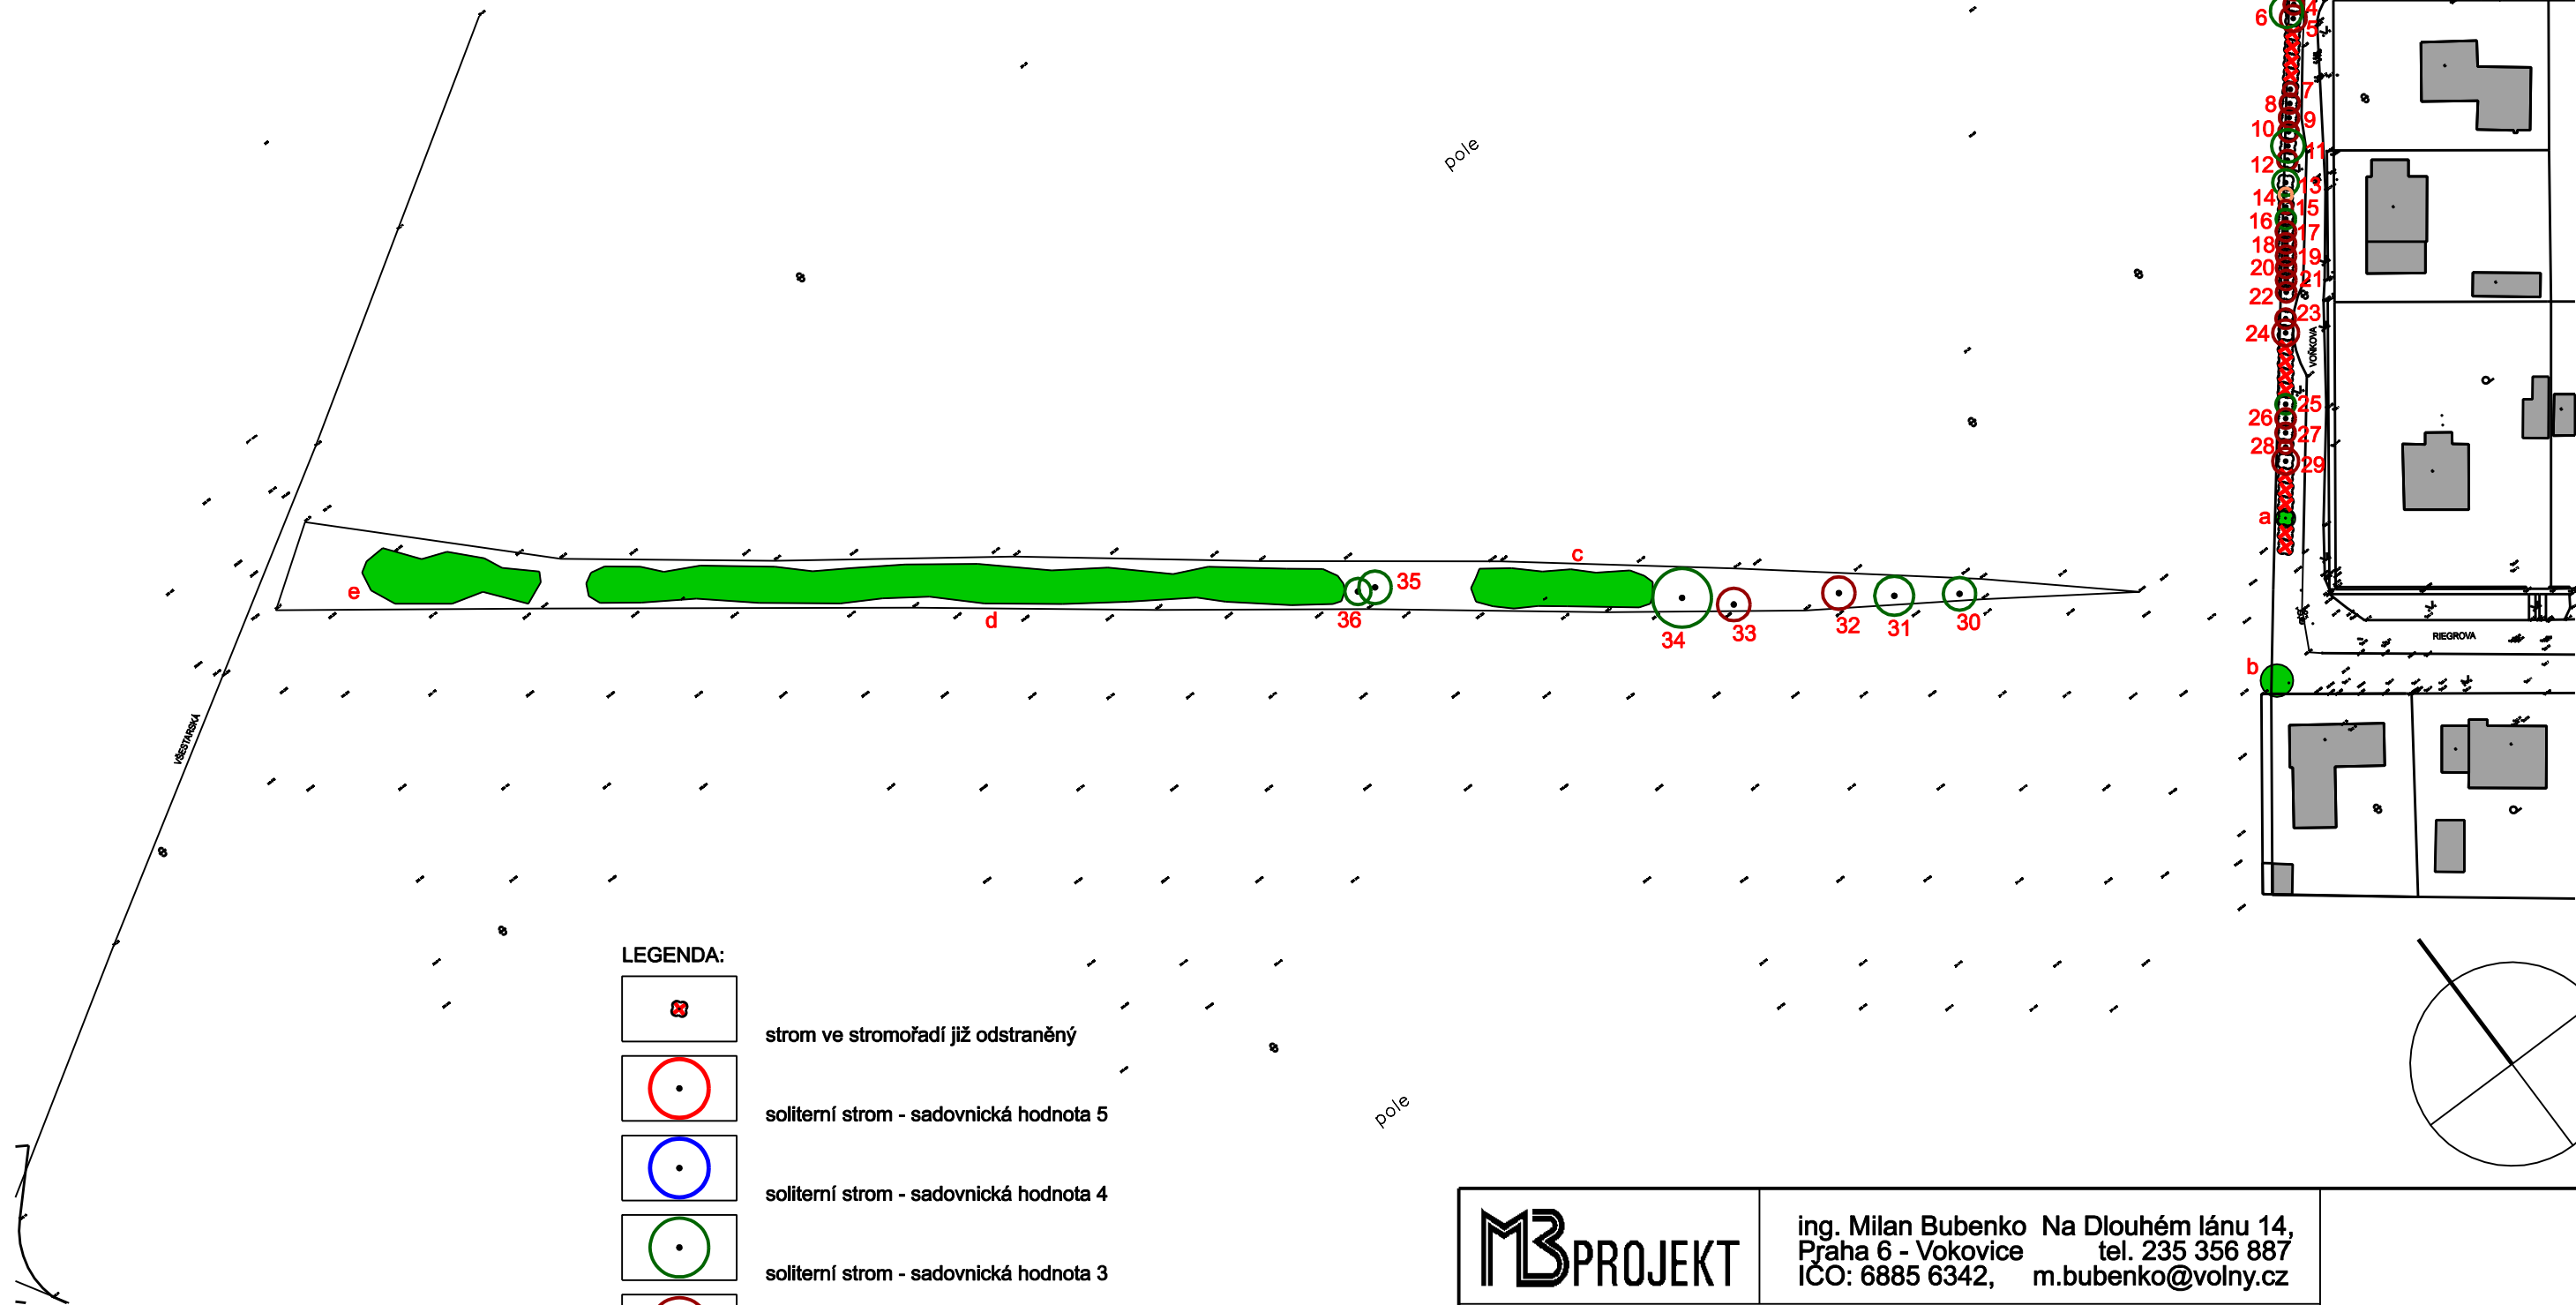 4
6
5
7
8
9
10
11
12
13
14
15
16
17
18
19
20
21
22
23
24
VOŇKOVA
25
26
27
28
29
a
pole
c
e
35
36
d
34
33
32
31
30
b
RIEGROVA
VŠESTARSKÁ
LEGENDA:
strom ve stromořadí již odstraněný
soliterní strom - sadovnická hodnota 5
soliterní strom - sadovnická hodnota 4
soliterní strom - sadovnická hodnota 3
pole
MB PROJEKT
ing. Milan Bubenko Na Dlouhém lánu 14,
Praha 6 - Vokovice tel. 235 356 887
IČO: 6885 6342, m.bubenko@volny.cz